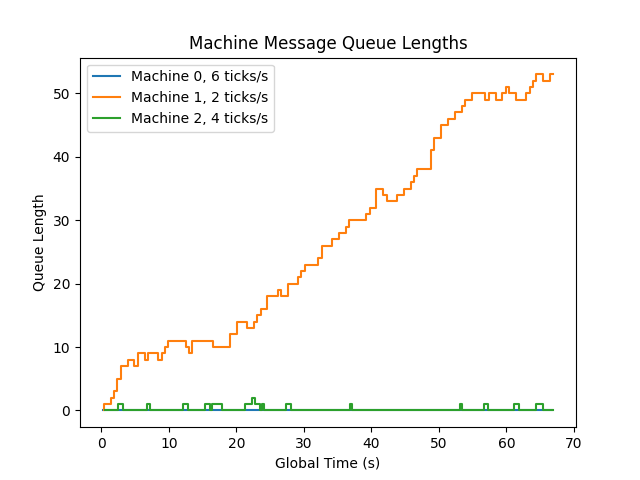 Machine Message Queue Lengths
Machine 0, 6 ticks/s
Machine 1, 2 ticks/s
Machine 2, 4 ticks/s
Queue Length
50
40
30
20
10
0
0 10 20 30 40 50 60 70
Global Time (s)